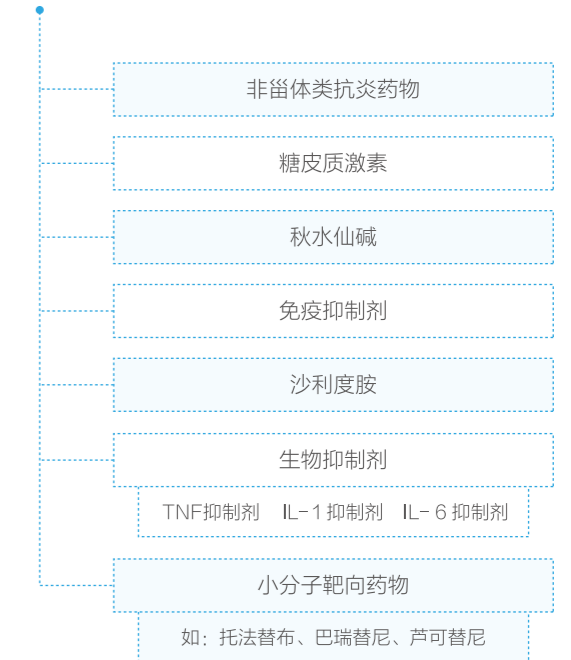 非甾体类抗炎药物
糖皮质激素
秋水仙碱
免疫抑制剂
沙利度胺
生物抑制剂
TNF抑制剂 IL-1抑制剂 IL-6抑制剂
小分子靶向药物
如：托法替布、巴瑞替尼、芦可替尼